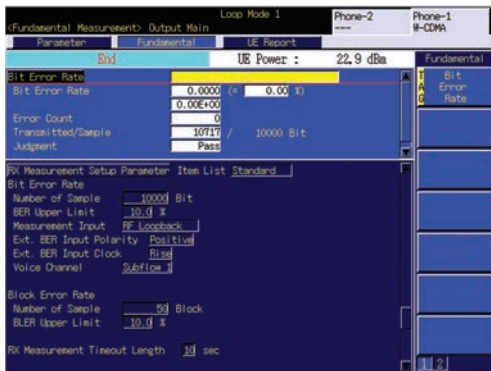 Loop Mode 1
<Fundamental Measurement> Output Main
Phone-2
----
Phone-1
W-CDMA
Parameter Fundamental UE Report
End UE Power : 22.9 dBm
Fundamental
TAG
Bit Error Rate
Bit Error Rate
Bit Error Rate 0.0000 (= 0.00 %)
0.00E+00
Error Count 0
Transmitted/Sample 10717 / 10000 Bit
Judgment Pass
RX Measurement Setup Parameter Item List Standard
Bit Error Rate
Number of Sample 10000 Bit
BER Upper Limit 10.0 %
Measurement Input RF Loopback
Ext. BER Input Polarity Positive
Ext. BER Input Clock Rise
Voice Channel Subflow 1
Block Error Rate
Number of Sample 50 Block
BLER Upper Limit 10.0 %
RX Measurement Timeout Length 10 sec
1 2